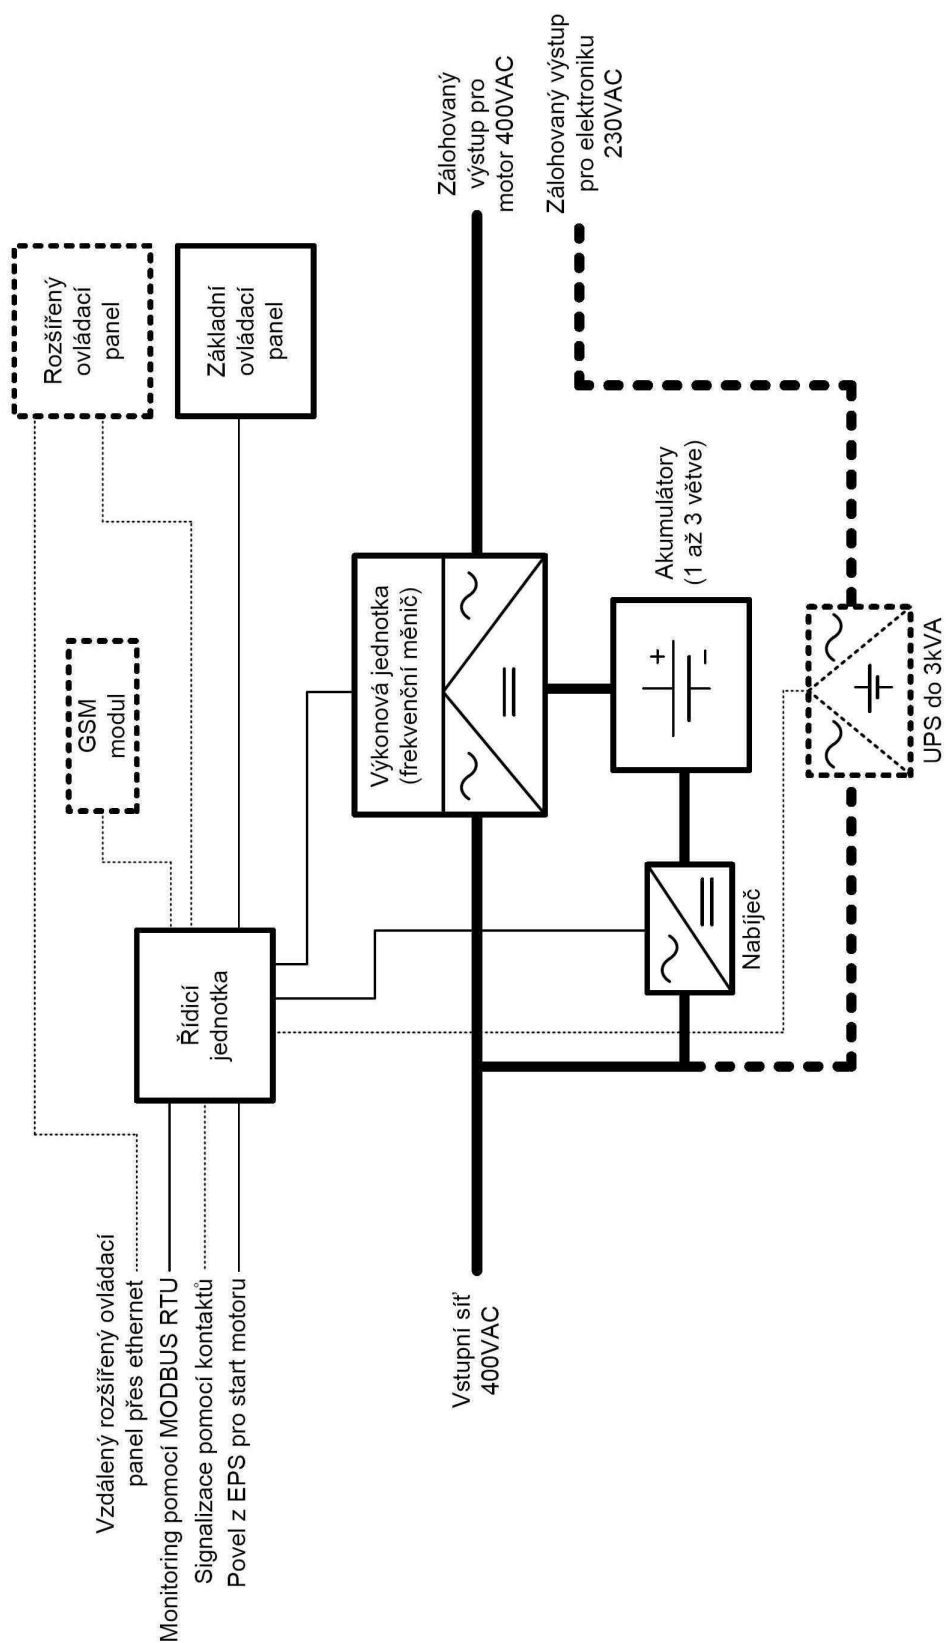 Rozšířený
ovládací
panel
GSM
modul
Základní
ovládací
panel
Řídicí
jednotka
Vzdálený rozšířený ovládací
panel přes ethernet
Monitoring pomocí MODBUS RTU
Signalizace pomocí kontaktů
Povel z EPS pro start motoru
Výkonová jednotka
(frekvenční měnič)
Zálohovaný
výstup pro
motor 400VAC
Zálohovaný výstup
pro elektroniku
230VAC
Vstupní síť
400VAC
Akumulátory
(1 až 3 větve)
+
−
Nabíječ
UPS do 3kVA